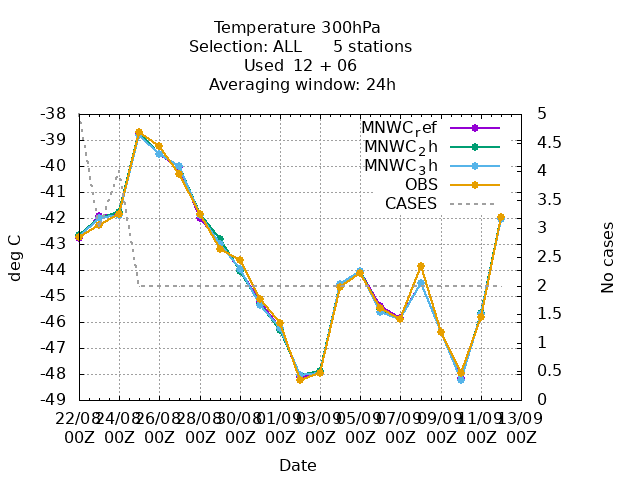 Temperature 300hPa
Selection: ALL 5 stations
Used 12 + 06
Averaging window: 24h
MNWCref
MNWC2h
MNWC3h
OBS
CASES
deg C
-38
-39
-40
-41
-42
-43
-44
-45
-46
-47
-48
-49
No cases
5
4.5
4
3.5
3
2.5
2
1.5
1
0.5
0
22/08 24/08 26/08 28/08 30/08 01/09 03/09 05/09 07/09 09/09 11/09 13/09
00Z 00Z 00Z 00Z 00Z 00Z 00Z 00Z 00Z 00Z 00Z 00Z
Date